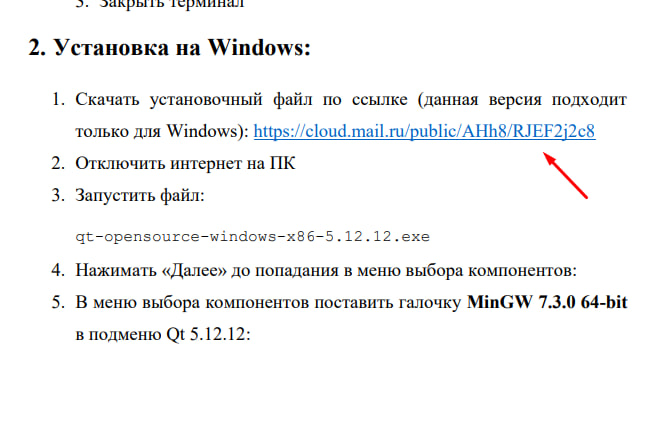 3. Закрыть терминал
2. Установка на Windows:
1. Скачать установочный файл по ссылке (данная версия подходит
только для Windows): https://cloud.mail.ru/public/AHh8/RJEF2j2c8
2. Отключить интернет на ПК
3. Запустить файл:
qt-opensource-windows-x86-5.12.12.exe
4. Нажимать «Далее» до попадания в меню выбора компонентов:
5. В меню выбора компонентов поставить галочку MinGW 7.3.0 64-bit
в подменю Qt 5.12.12: